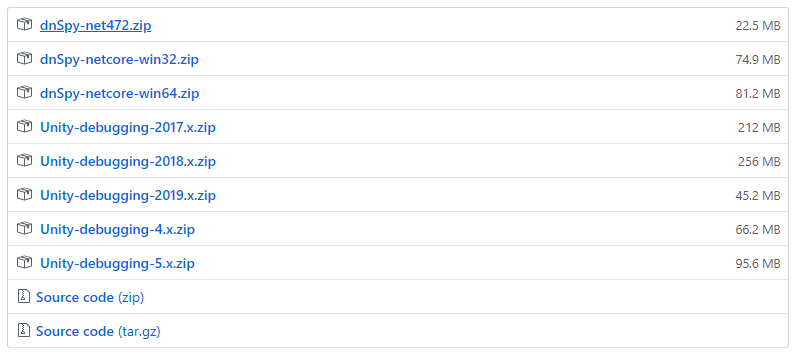 dnSpy-net472.zip 22.5 MB
dnSpy-netcore-win32.zip 74.9 MB
dnSpy-netcore-win64.zip 81.2 MB
Unity-debugging-2017.x.zip 212 MB
Unity-debugging-2018.x.zip 256 MB
Unity-debugging-2019.x.zip 45.2 MB
Unity-debugging-4.x.zip 66.2 MB
Unity-debugging-5.x.zip 95.6 MB
Source code (zip)
Source code (tar.gz)